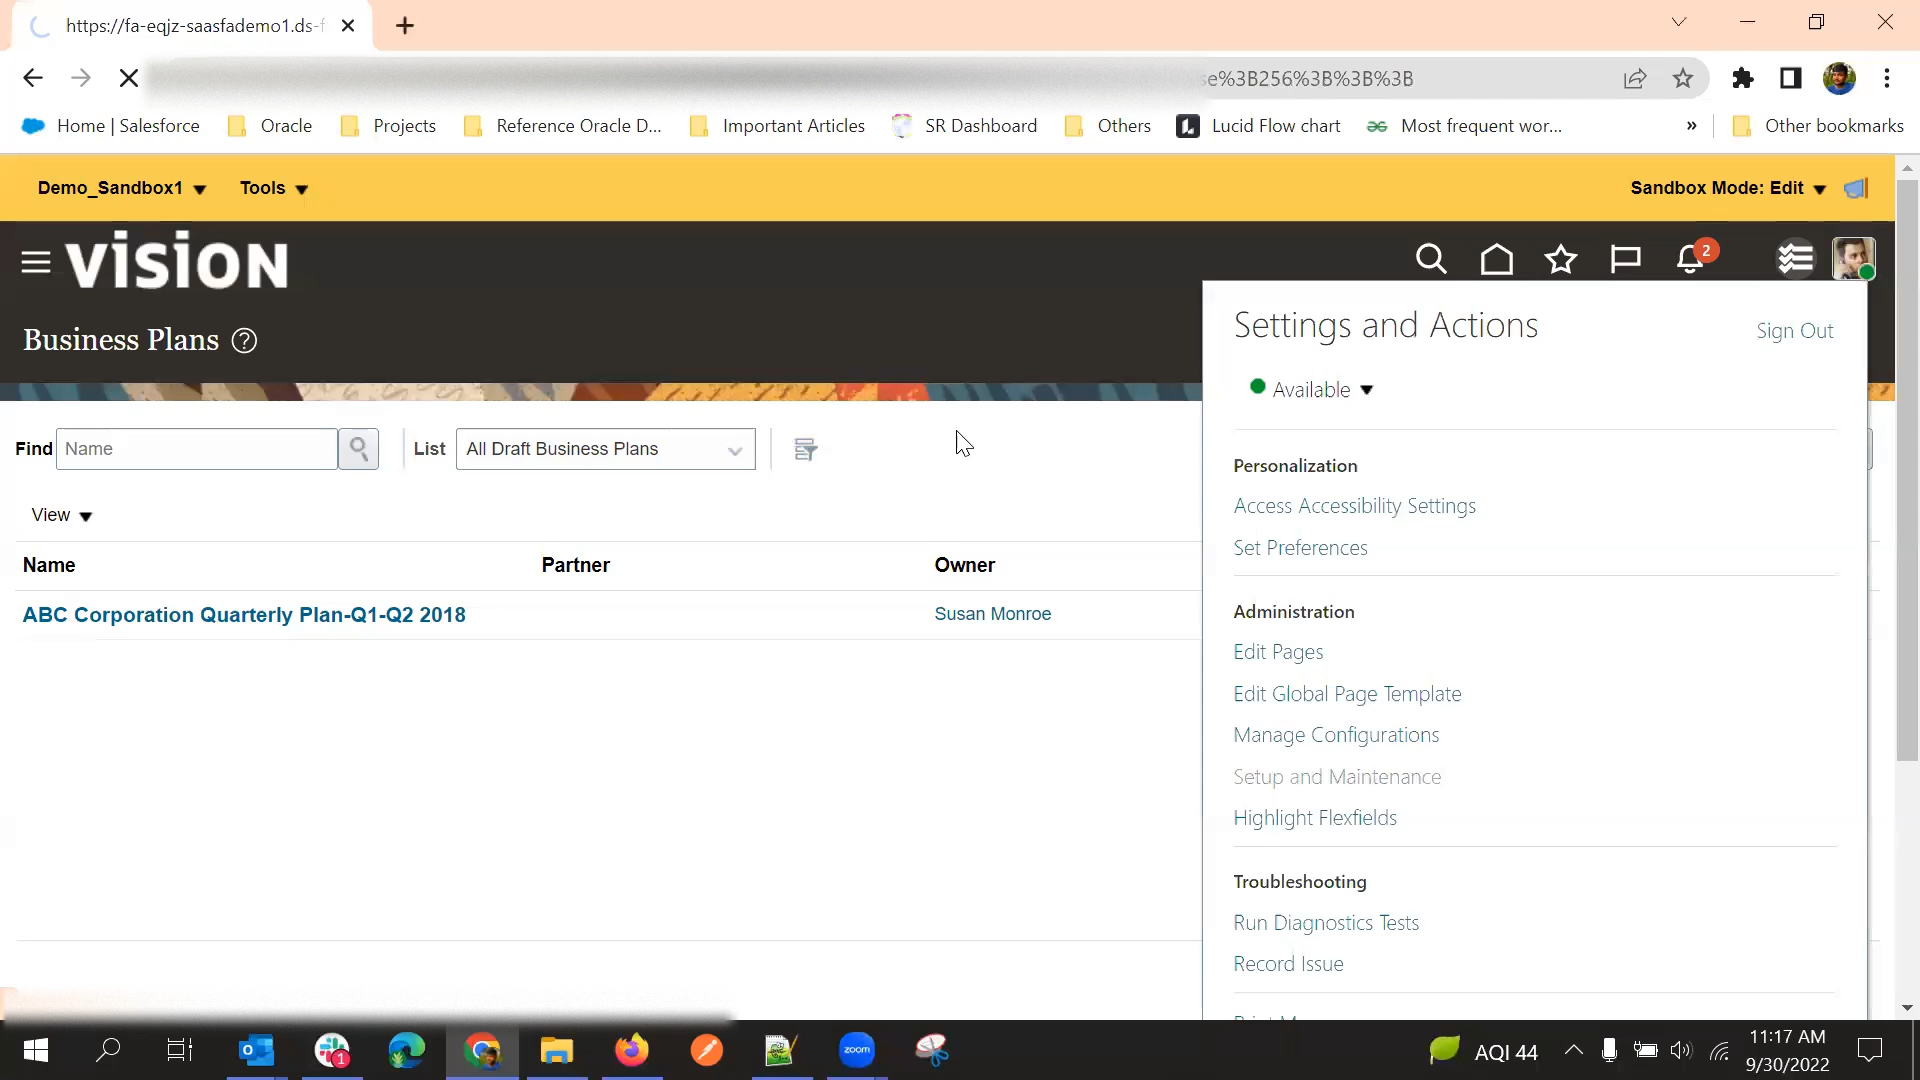 https://fa-eqjz-saasfademo1.ds-f
se%3B256%3B%3B%3B
Home | Salesforce
Oracle
Projects
Reference Oracle D...
Important Articles
SR Dashboard
Others
Lucid Flow chart
Most frequent wor...
»
Other bookmarks
Demo_Sandbox1
Tools
Sandbox Mode: Edit
VISION
2
Business Plans ?
Settings and Actions
Sign Out
Available
Find
Name
List
All Draft Business Plans
Personalization
Access Accessibility Settings
View
Set Preferences
Name
Partner
Owner
ABC Corporation Quarterly Plan-Q1-Q2 2018
Susan Monroe
Administration
Edit Pages
Edit Global Page Template
Manage Configurations
Setup and Maintenance
Highlight Flexfields
Troubleshooting
Run Diagnostics Tests
Record Issue
1
zoom
AQI 44
11:17 AM
9/30/2022